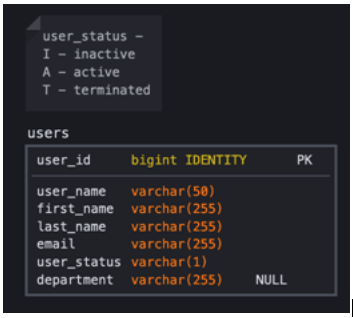 user_status –
I – inactive
A – active
T – terminated
users
user_id bigint IDENTITY PK
user_name varchar(50)
first_name varchar(255)
last_name varchar(255)
email varchar(255)
user_status varchar(1)
department varchar(255) NULL